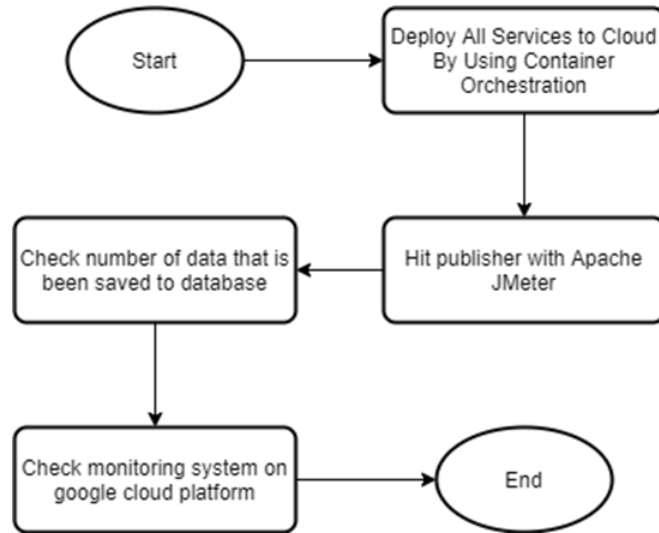 Start
Deploy All Services to Cloud
By Using Container
Orchestration
Hit publisher with Apache
JMeter
Check number of data that is
been saved to database
Check monitoring system on
google cloud platform
End